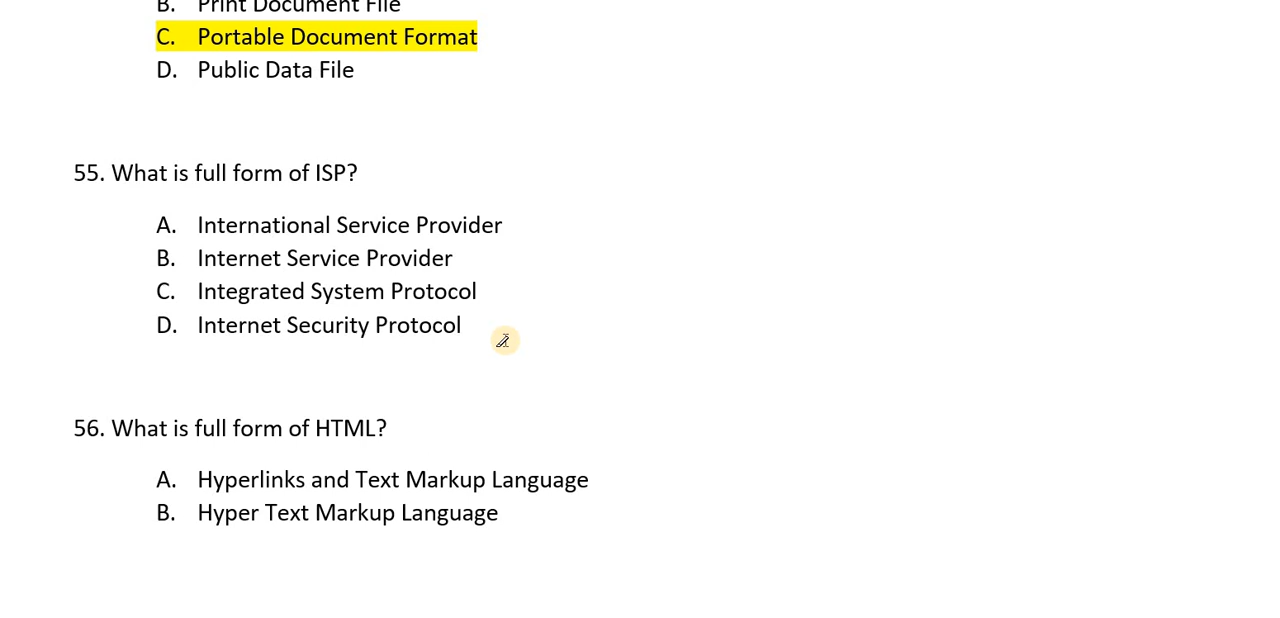 B. Print Document File
C. Portable Document Format
D. Public Data File
55. What is full form of ISP?
A. International Service Provider
B. Internet Service Provider
C. Integrated System Protocol
D. Internet Security Protocol
56. What is full form of HTML?
A. Hyperlinks and Text Markup Language
B. Hyper Text Markup Language